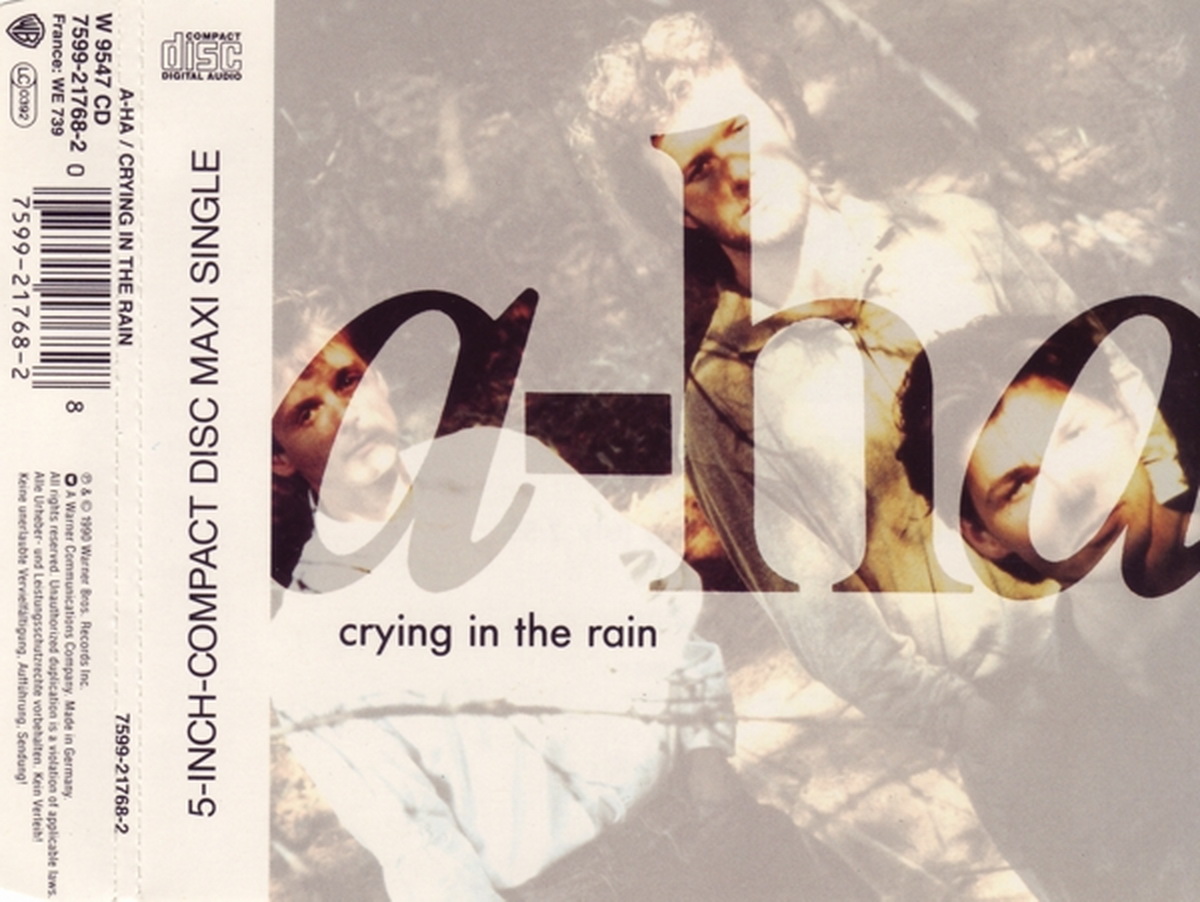 W 9547 CD
7599-21768-2
France: WE 739
WB
LC 0392
0
7599-21768-2
8
℗ & © 1990 Warner Bros. Records Inc.
A Warner Communications Company. Made in Germany.
All rights reserved. Unauthorized duplication is a violation of applicable laws.
Alle Urheber- und Leistungsschutzrechte vorbehalten. Kein Verleih!
Keine unerlaubte Vervielfältigung, Aufführung, Sendung!
A-HA / CRYING IN THE RAIN
7599-21768-2
COMPACT
disc
DIGITAL AUDIO
5-INCH-COMPACT DISC MAXI SINGLE
a-ha
crying in the rain